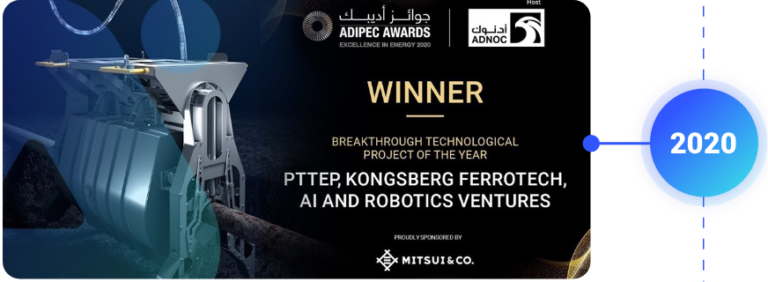 Host
جوائز أديبك
ADIPEC AWARDS
EXCELLENCE IN ENERGY 2020
أدنوك
ADNOC
WINNER
BREAKTHROUGH TECHNOLOGICAL
PROJECT OF THE YEAR
PTTEP, KONGSBERG FERROTECH,
AI AND ROBOTICS VENTURES
PROUDLY SPONSORED BY
MITSUI & CO.
2020